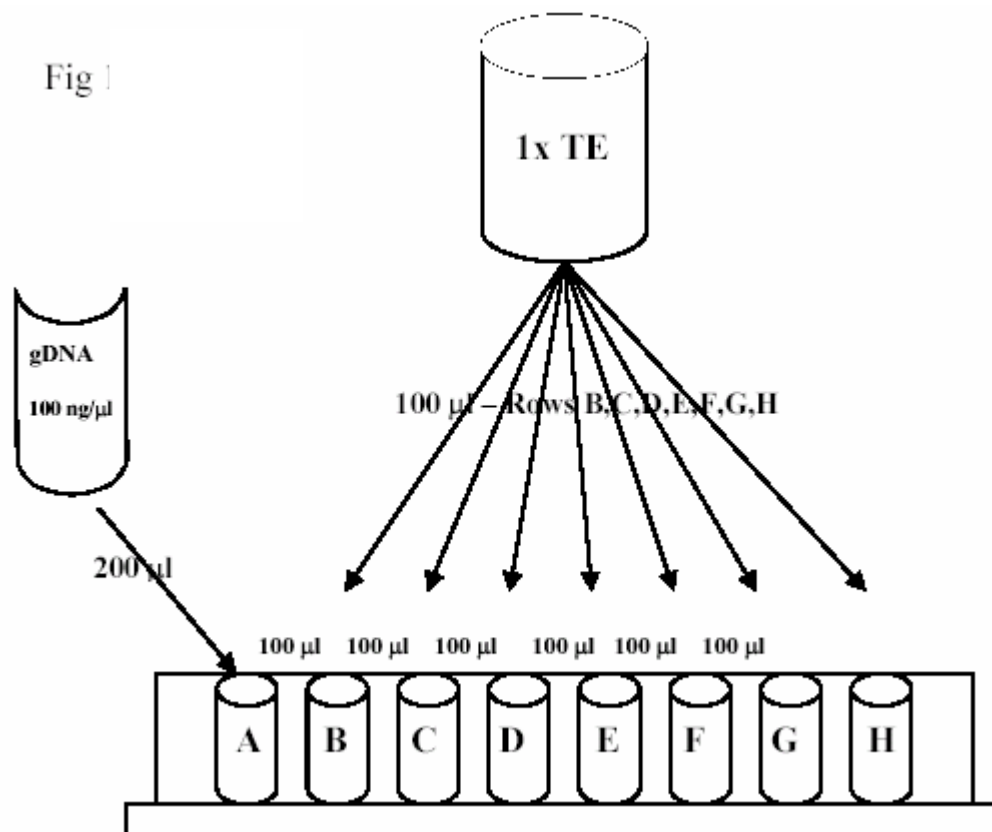 Fig 1
1x TE
gDNA
100 ng/µl
100 µl – Rows B,C,D,E,F,G,H
200 µl
100 µl 100 µl 100 µl 100 µl 100 µl 100 µl
A B C D E F G H